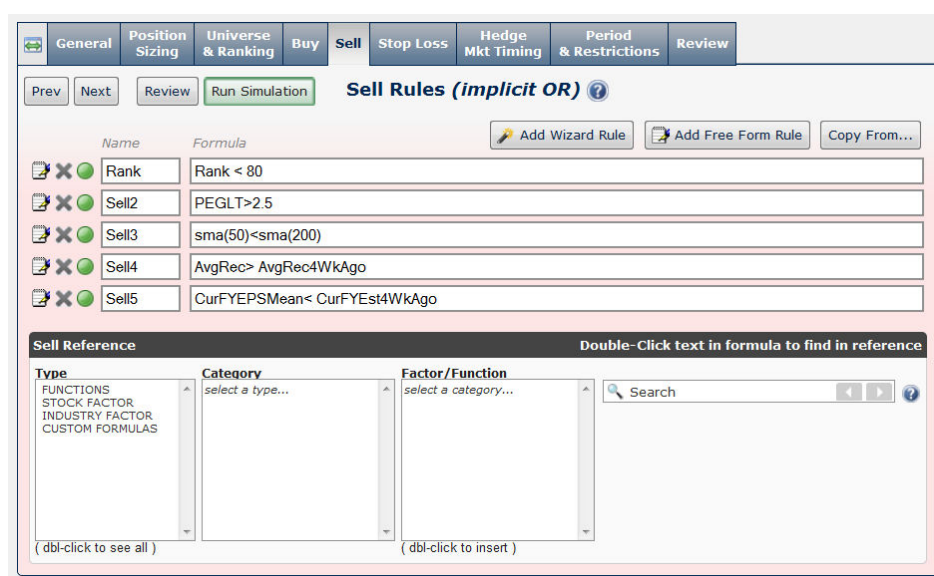 General Position Sizing Universe & Ranking Buy Sell Stop Loss Hedge Mkt Timing Period & Restrictions Review
Prev Next Review Run Simulation Sell Rules (implicit OR) ?
Add Wizard Rule Add Free Form Rule Copy From...
Name Formula
Rank Rank < 80
Sell2 PEGLT>2.5
Sell3 sma(50)<sma(200)
Sell4 AvgRec> AvgRec4WkAgo
Sell5 CurFYEPSMean< CurFYEst4WkAgo
Sell Reference Double-Click text in formula to find in reference
Type Category Factor/Function
FUNCTIONS select a type... select a category... Search ?
STOCK FACTOR
INDUSTRY FACTOR
CUSTOM FORMULAS
( dbl-click to see all ) ( dbl-click to insert )